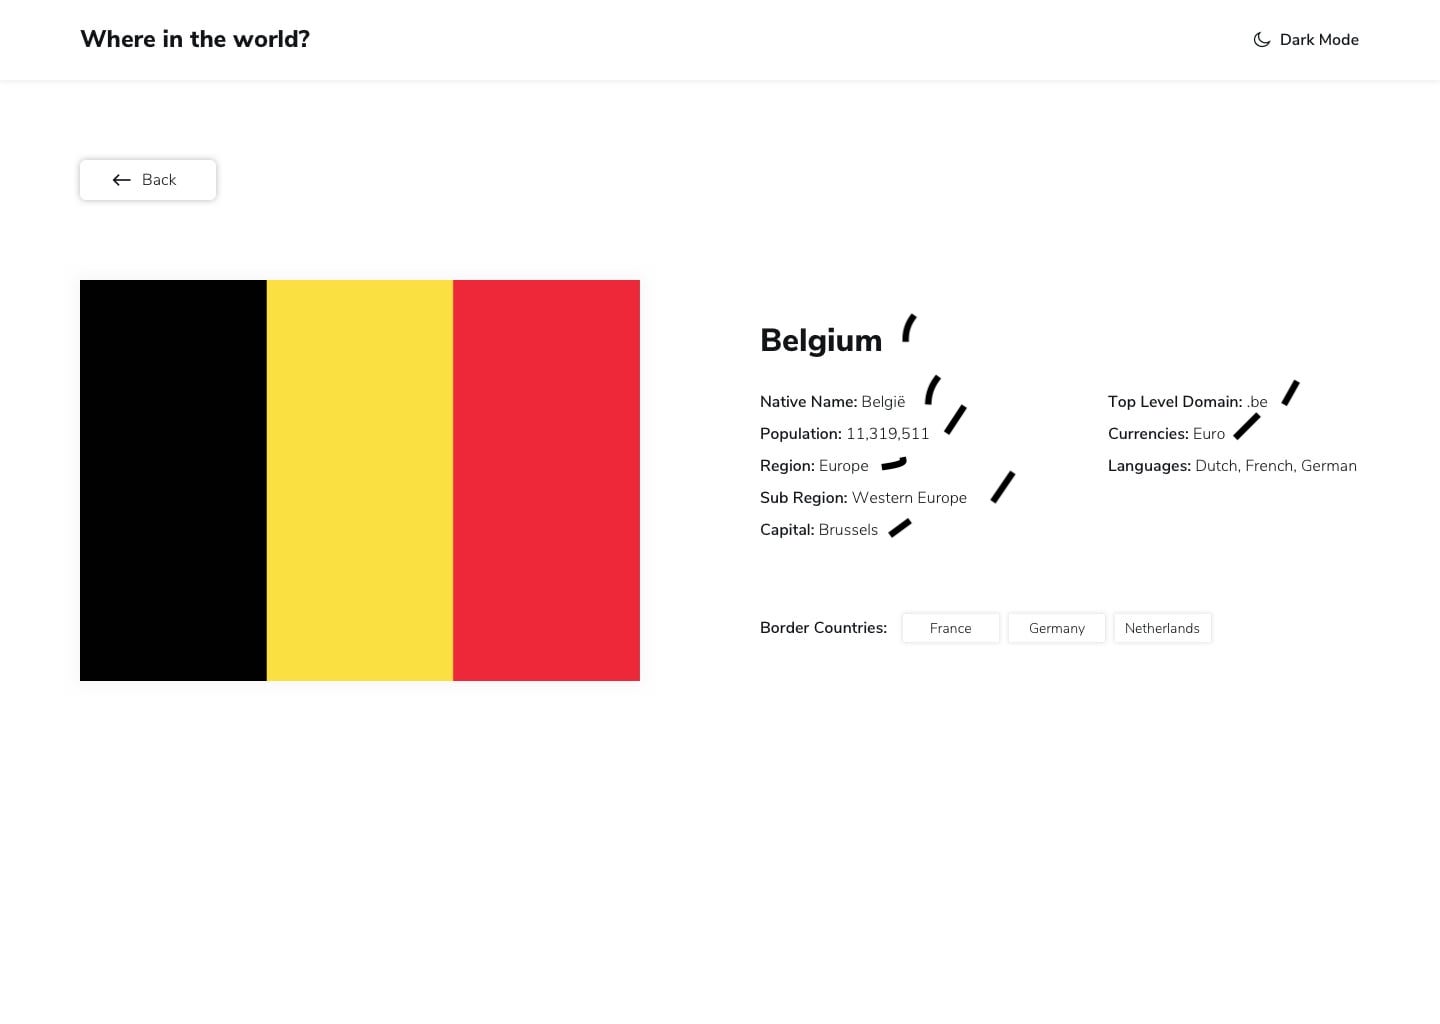 Where in the world?
Dark Mode
Back
Belgium
Native Name: België
Population: 11,319,511
Region: Europe
Sub Region: Western Europe
Capital: Brussels
Top Level Domain: .be
Currencies: Euro
Languages: Dutch, French, German
Border Countries: France Germany Netherlands